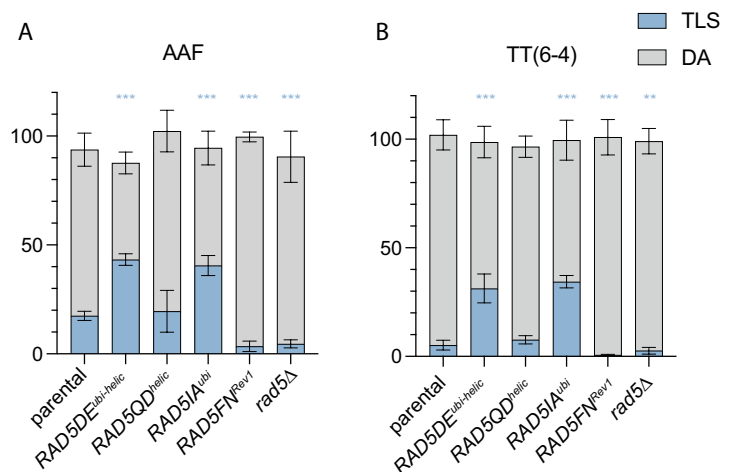 A
AAF
***
***
***
***
100
50
0
parental
RAD5DE^ubi-helic
RAD5QD^helic
RAD5IA^ubi
RAD5FN^Rev1
rad5Δ
B
TT(6-4)
***
***
***
**
100
50
0
parental
RAD5DE^ubi-helic
RAD5QD^helic
RAD5IA^ubi
RAD5FN^Rev1
rad5Δ
TLS
DA